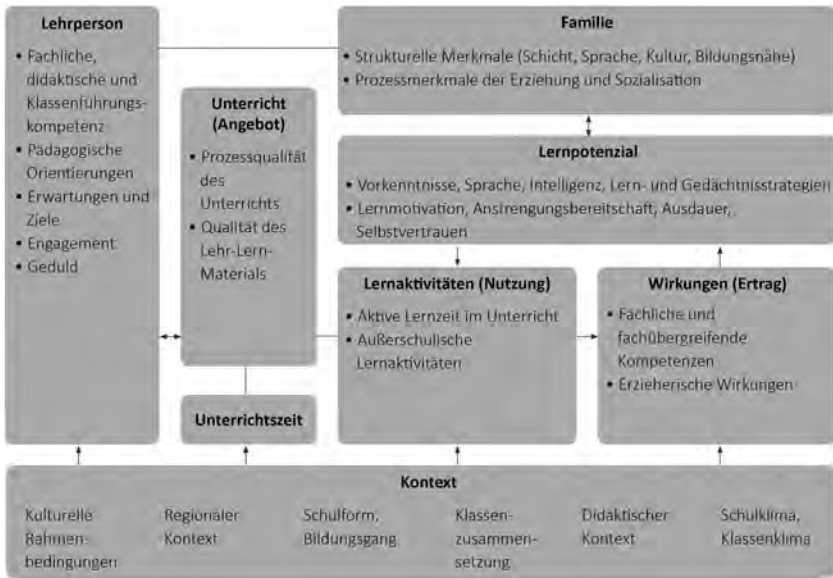 Lehrperson
▪ Fachliche,
didaktische und
Klassenführungs-
kompetenz
▪ Pädagogische
Orientierungen
▪ Erwartungen und
Ziele
▪ Engagement
▪ Geduld
Unterricht
(Angebot)
▪ Prozessqualität
des
Unterrichts
▪ Qualität des
Lehr-Lern-
Materials
Unterrichtszeit
Familie
▪ Strukturelle Merkmale (Schicht, Sprache, Kultur, Bildungsnähe)
▪ Prozessmerkmale der Erziehung und Sozialisation
Lernpotenzial
▪ Vorkenntnisse, Sprache, Intelligenz, Lern- und Gedächtnisstrategien
▪ Lernmotivation, Anstrengungsbereitschaft, Ausdauer,
Selbstvertrauen
Lernaktivitäten (Nutzung)
▪ Aktive Lernzeit im Unterricht
▪ Außerschulische
Lernaktivitäten
Wirkungen (Ertrag)
▪ Fachliche und
fachübergreifende
Kompetenzen
▪ Erzieherische Wirkungen
Kontext
Kulturelle
Rahmen-
bedingungen
Regionaler
Kontext
Schulform,
Bildungsgang
Klassen-
zusammen-
setzung
Didaktischer
Kontext
Schulklima,
Klassenklima